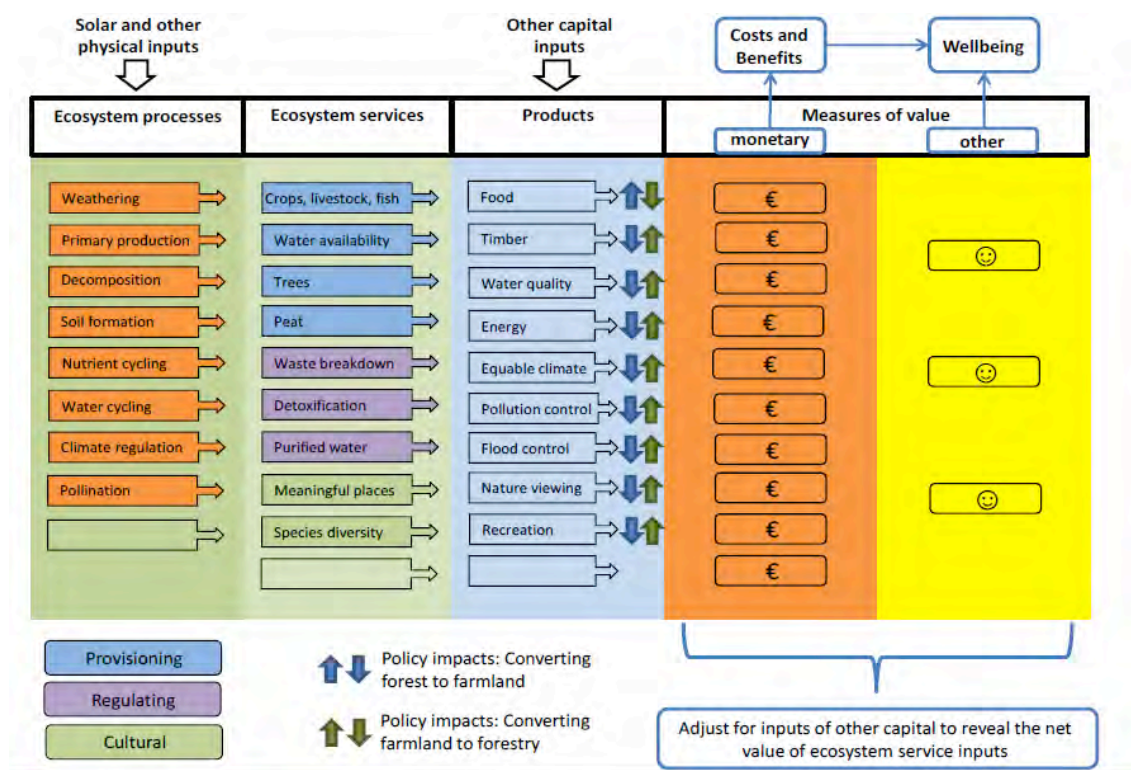 Solar and other
physical inputs
Other capital
inputs
Costs and
Benefits
Wellbeing
Ecosystem processes
Ecosystem services
Products
Measures of value
monetary
other
Weathering
Primary production
Decomposition
Soil formation
Nutrient cycling
Water cycling
Climate regulation
Pollination
Crops, livestock, fish
Water availability
Trees
Peat
Waste breakdown
Detoxification
Purified water
Meaningful places
Species diversity
Food
Timber
Water quality
Energy
Equable climate
Pollution control
Flood control
Nature viewing
Recreation
€
€
€
€
€
€
€
€
€
€
Provisioning
Regulating
Cultural
Policy impacts: Converting
forest to farmland
Policy impacts: Converting
farmland to forestry
Adjust for inputs of other capital to reveal the net
value of ecosystem service inputs